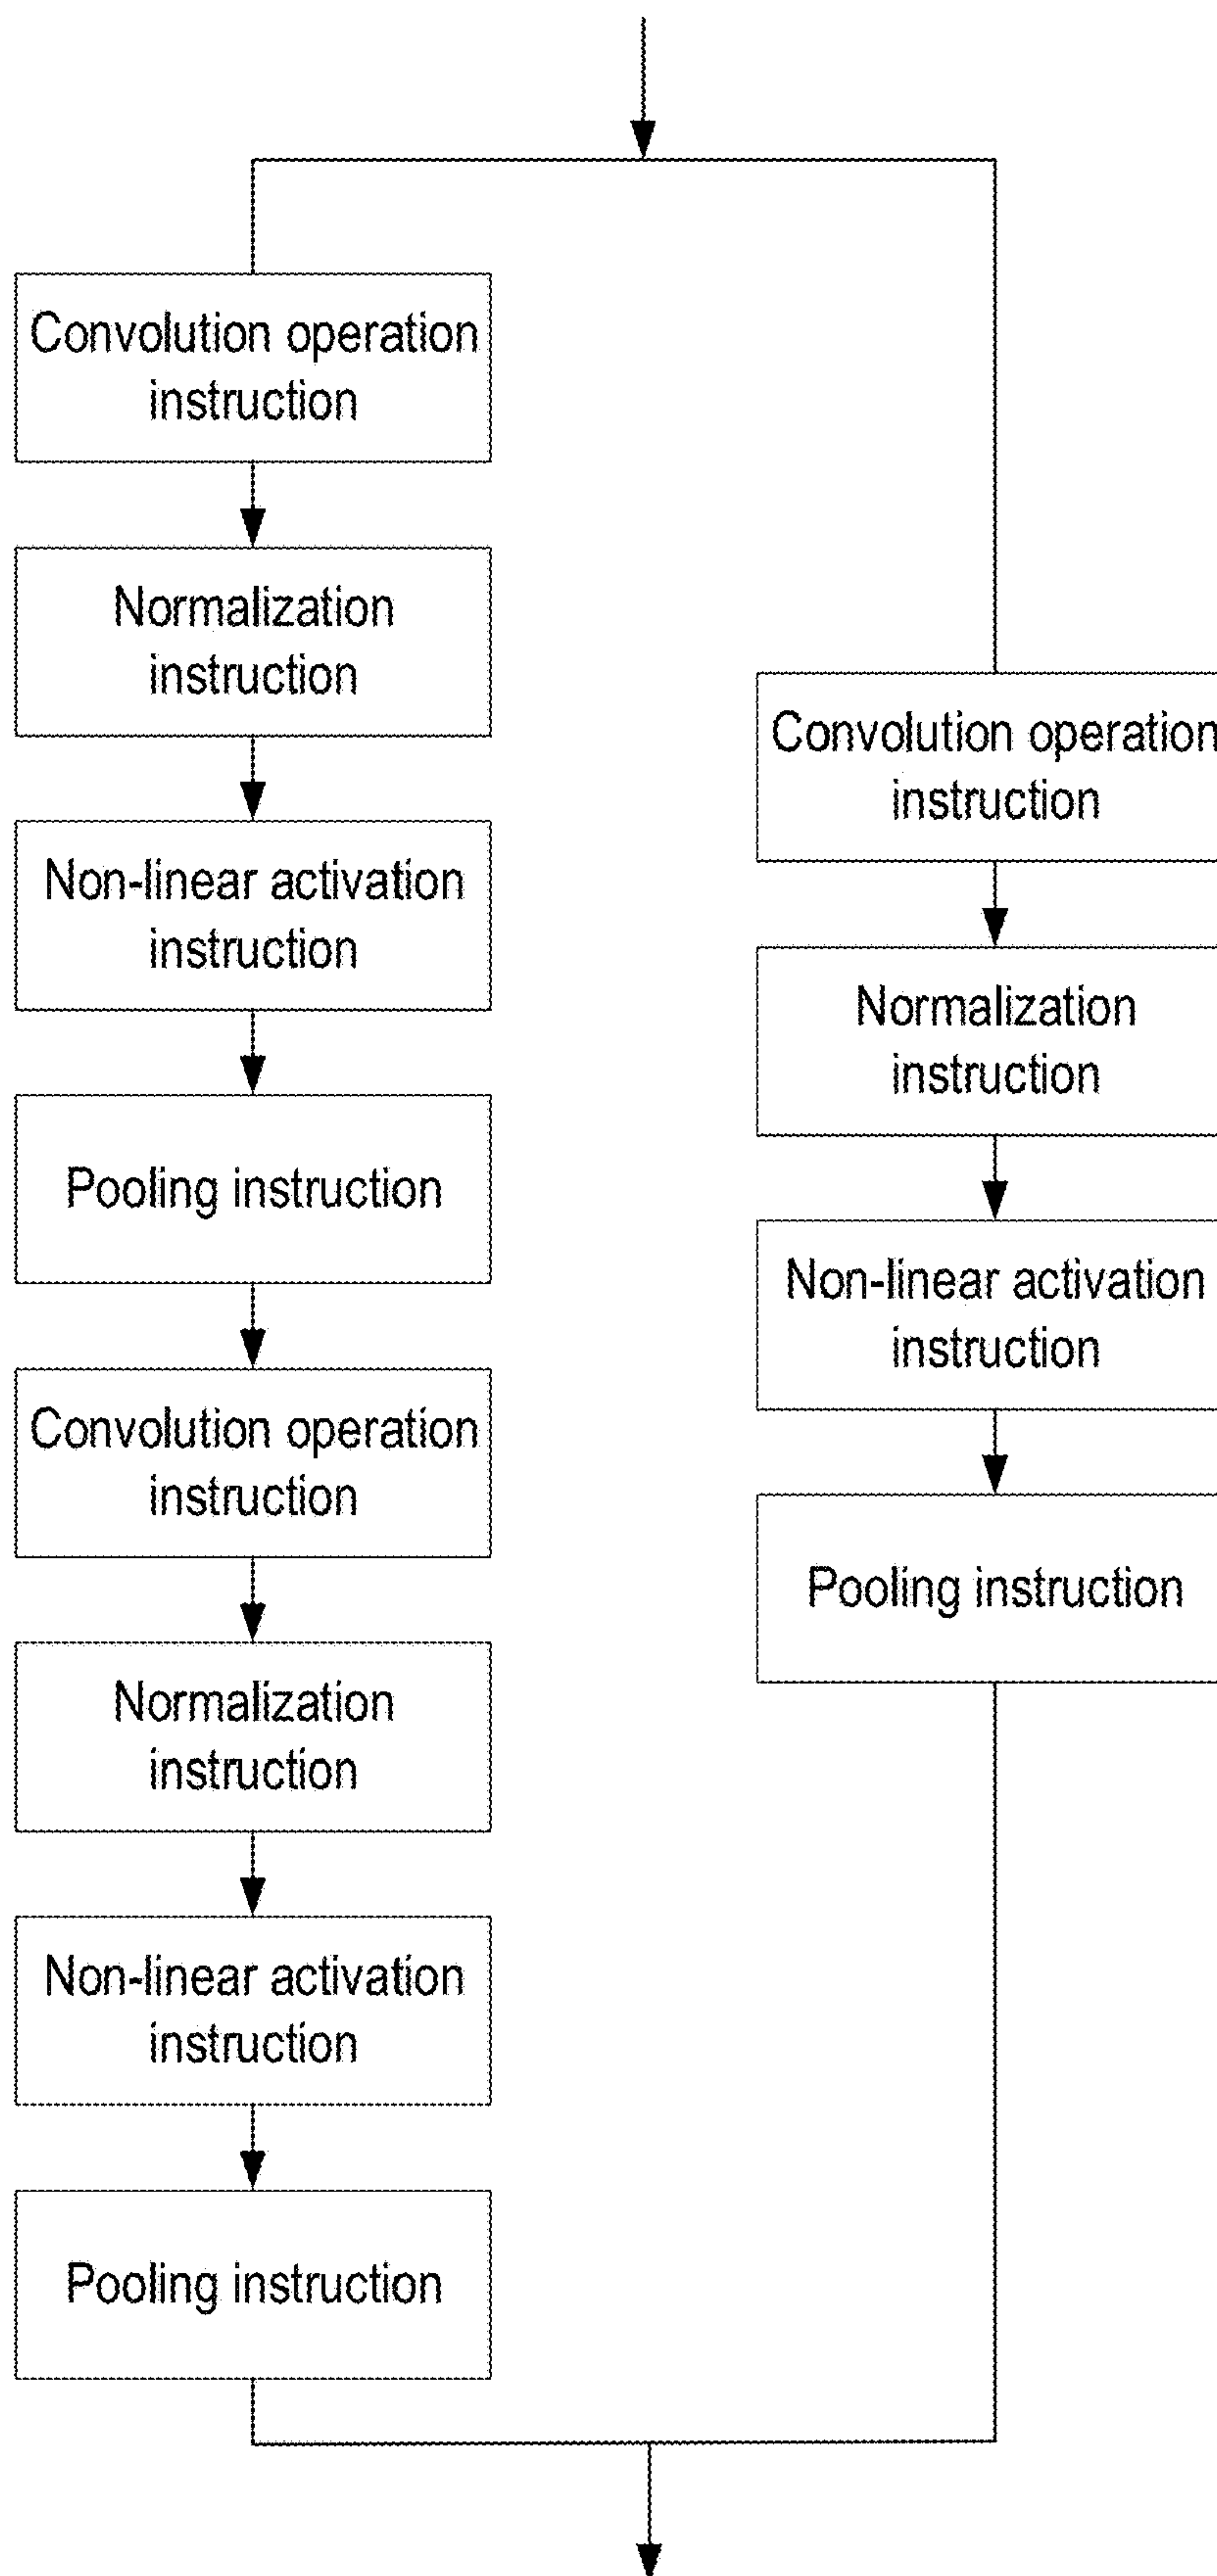 Convolution operation
instruction
Normalization
instruction
Non-linear activation
instruction
Pooling instruction
Convolution operation
instruction
Normalization
instruction
Non-linear activation
instruction
Pooling instruction
Convolution operation
instruction
Normalization
instruction
Non-linear activation
instruction
Pooling instruction